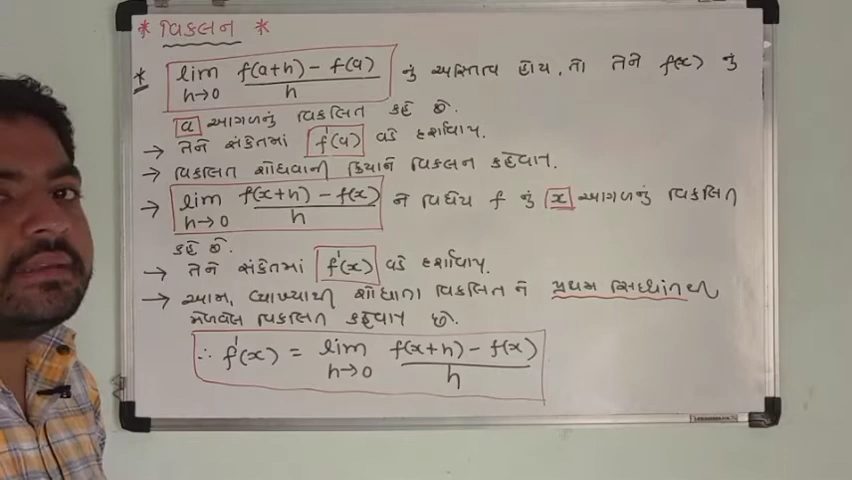 * વિકલન *
* lim h→0 f(a+h) − f(a) / h નું અસ્તિત્વ હોય, તો તેને f(x) નું
a આગળનું વિકલિત કહે છે.
→ તેને સંકેતમાં f'(a) વડે દર્શાવાય.
→ વિકલિત શોધવાની ક્રિયાને વિકલન કહેવાય.
→ lim h→0 f(x+h) − f(x) / h ને વિધેય f નું x આગળનું વિકલિત
કહે છે.
→ તેને સંકેતમાં f'(x) વડે દર્શાવાય.
→ આમ, વ્યાખ્યાથી શોધાતા વિકલિત ને પ્રથમ સિધ્ધાંતથી
મેળવેલ વિકલિત કહેવાય છે.
∴ f'(x) = lim h→0 f(x+h) − f(x) / h